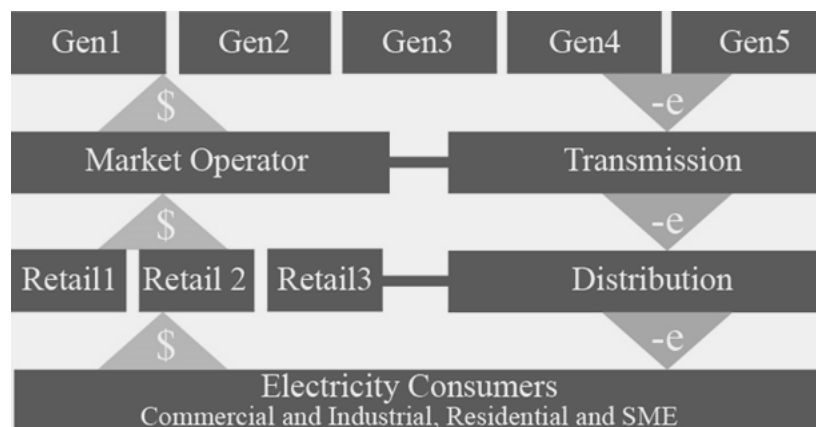 Gen1 Gen2 Gen3 Gen4 Gen5
$ -e
Market Operator Transmission
$ -e
Retail1 Retail 2 Retail3 Distribution
$ -e
Electricity Consumers
Commercial and Industrial, Residential and SME